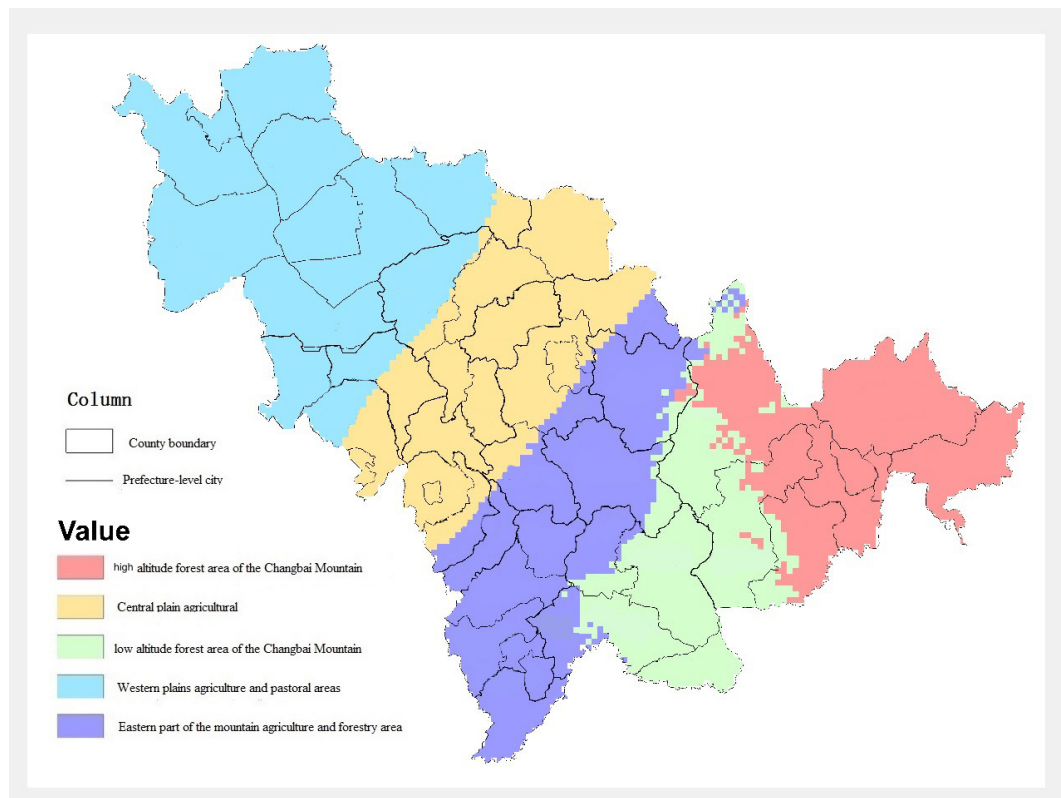 Column
County boundary
Prefecture-level city
Value
high altitude forest area of the Changbai Mountain
Central plain agricultural
low altitude forest area of the Changbai Mountain
Western plains agriculture and pastoral areas
Eastern part of the mountain agriculture and forestry area